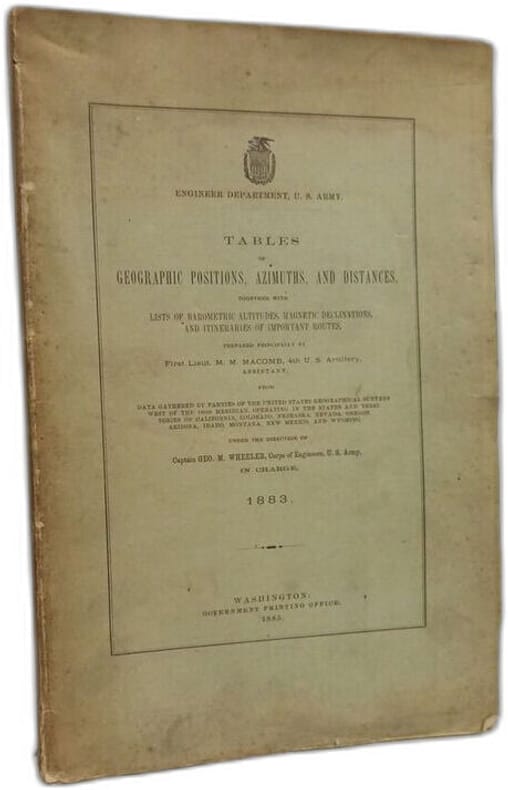 ENGINEER DEPARTMENT, U. S. ARMY.
TABLES
OF
GEOGRAPHIC POSITIONS, AZIMUTHS, AND DISTANCES,
TOGETHER WITH
LISTS OF BAROMETRIC ALTITUDES, MAGNETIC DECLINATIONS,
AND ITINERARIES OF IMPORTANT ROUTES.
PREPARED PRINCIPALLY BY
First Lieut. M. M. MACOMB, 4th U. S. Artillery,
ASSISTANT,
FROM
DATA GATHERED BY PARTIES OF THE UNITED STATES GEOGRAPHICAL SURVEYS
WEST OF THE 100TH MERIDIAN, OPERATING IN THE STATES AND TERRI-
TORIES OF CALIFORNIA, COLORADO, NEBRASKA, NEVADA, OREGON,
ARIZONA, IDAHO, MONTANA, NEW MEXICO, AND WYOMING,
UNDER THE DIRECTION OF
Captain GEO. M. WHEELER, Corps of Engineers, U. S. Army,
IN CHARGE.
1883.
WASHINGTON:
GOVERNMENT PRINTING OFFICE.